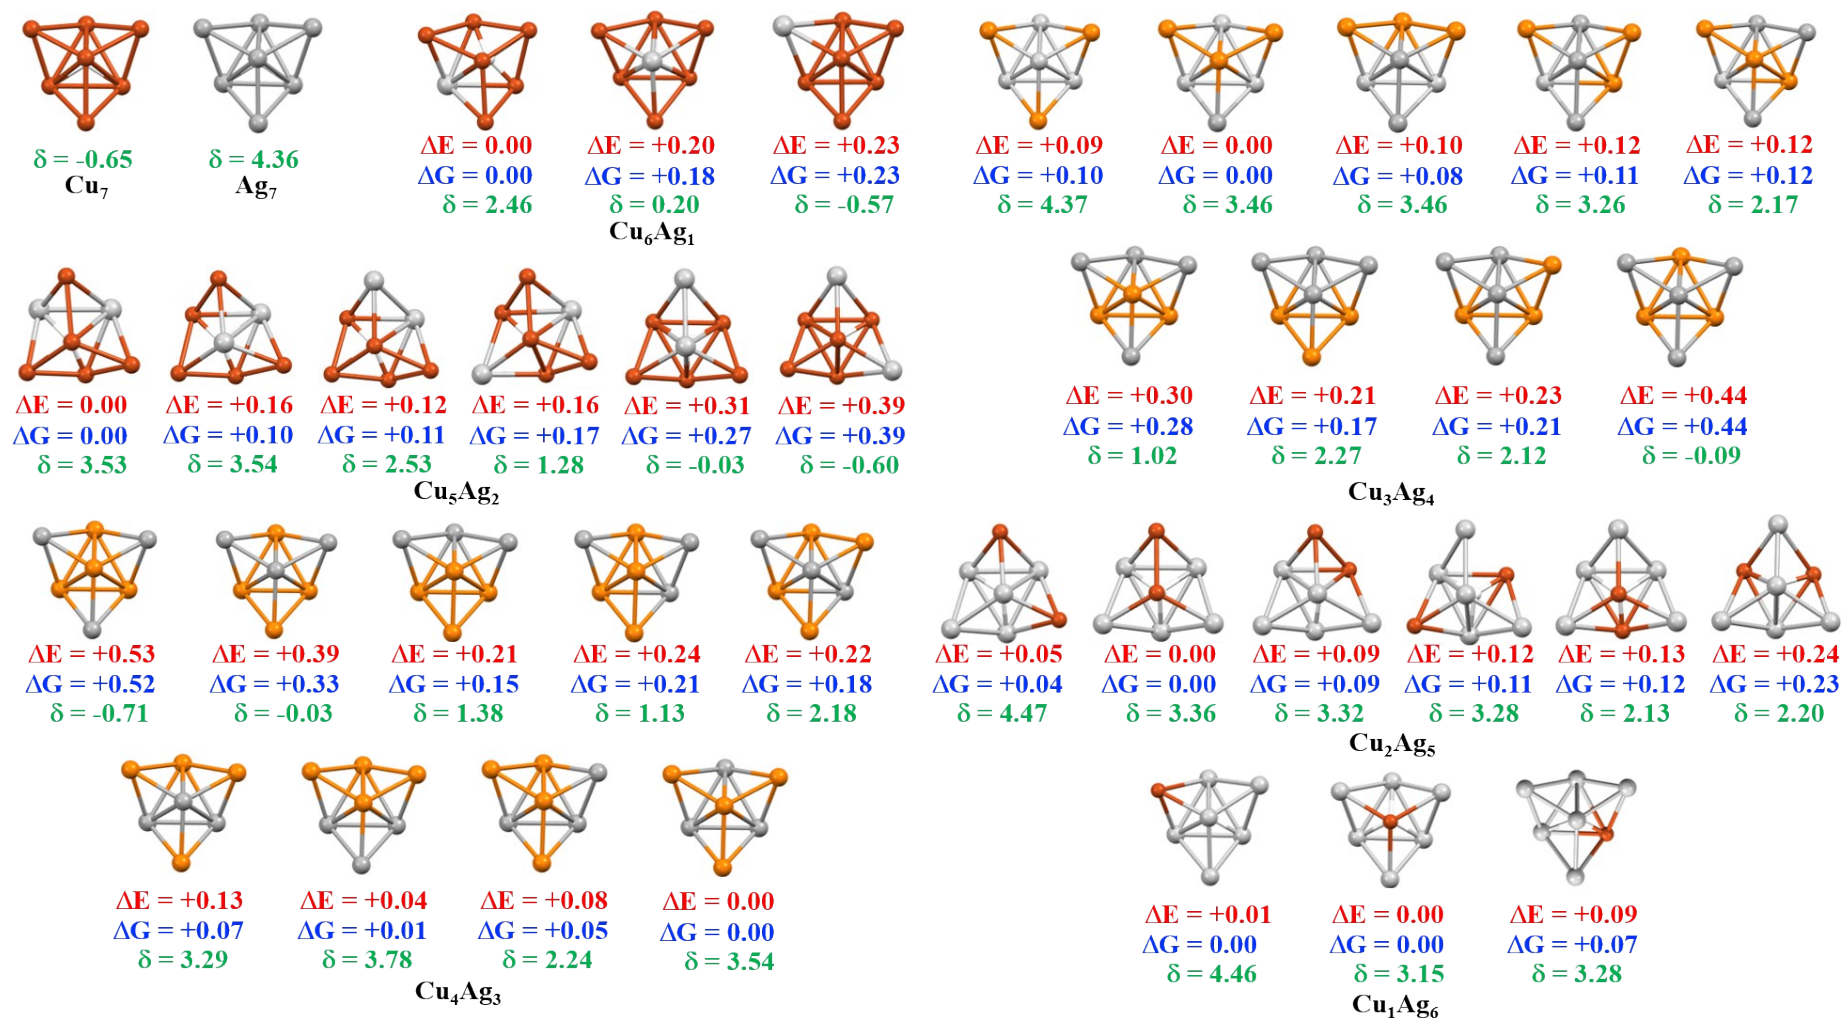 δ = -0.65
Cu7
δ = 4.36
Ag7
ΔE = 0.00 ΔE = +0.20 ΔE = +0.23
ΔG = 0.00 ΔG = +0.18 ΔG = +0.23
δ = 2.46 δ = 0.20 δ = -0.57
Cu6Ag1
ΔE = +0.09 ΔE = 0.00 ΔE = +0.10 ΔE = +0.12 ΔE = +0.12
ΔG = +0.10 ΔG = 0.00 ΔG = +0.08 ΔG = +0.11 ΔG = +0.12
δ = 4.37 δ = 3.46 δ = 3.46 δ = 3.26 δ = 2.17
ΔE = +0.30 ΔE = +0.21 ΔE = +0.23 ΔE = +0.44
ΔG = +0.28 ΔG = +0.17 ΔG = +0.21 ΔG = +0.44
δ = 1.02 δ = 2.27 δ = 2.12 δ = -0.09
Cu3Ag4
ΔE = 0.00 ΔE = +0.16 ΔE = +0.12 ΔE = +0.16 ΔE = +0.31 ΔE = +0.39
ΔG = 0.00 ΔG = +0.10 ΔG = +0.11 ΔG = +0.17 ΔG = +0.27 ΔG = +0.39
δ = 3.53 δ = 3.54 δ = 2.53 δ = 1.28 δ = -0.03 δ = -0.60
Cu5Ag2
ΔE = +0.53 ΔE = +0.39 ΔE = +0.21 ΔE = +0.24 ΔE = +0.22
ΔG = +0.52 ΔG = +0.33 ΔG = +0.15 ΔG = +0.21 ΔG = +0.18
δ = -0.71 δ = -0.03 δ = 1.38 δ = 1.13 δ = 2.18
ΔE = +0.13 ΔE = +0.04 ΔE = +0.08 ΔE = 0.00
ΔG = +0.07 ΔG = +0.01 ΔG = +0.05 ΔG = 0.00
δ = 3.29 δ = 3.78 δ = 2.24 δ = 3.54
Cu4Ag3
ΔE = +0.05 ΔE = 0.00 ΔE = +0.09 ΔE = +0.12 ΔE = +0.13 ΔE = +0.24
ΔG = +0.04 ΔG = 0.00 ΔG = +0.09 ΔG = +0.11 ΔG = +0.12 ΔG = +0.23
δ = 4.47 δ = 3.36 δ = 3.32 δ = 3.28 δ = 2.13 δ = 2.20
Cu2Ag5
ΔE = +0.01 ΔE = 0.00 ΔE = +0.09
ΔG = 0.00 ΔG = 0.00 ΔG = +0.07
δ = 4.46 δ = 3.15 δ = 3.28
Cu1Ag6